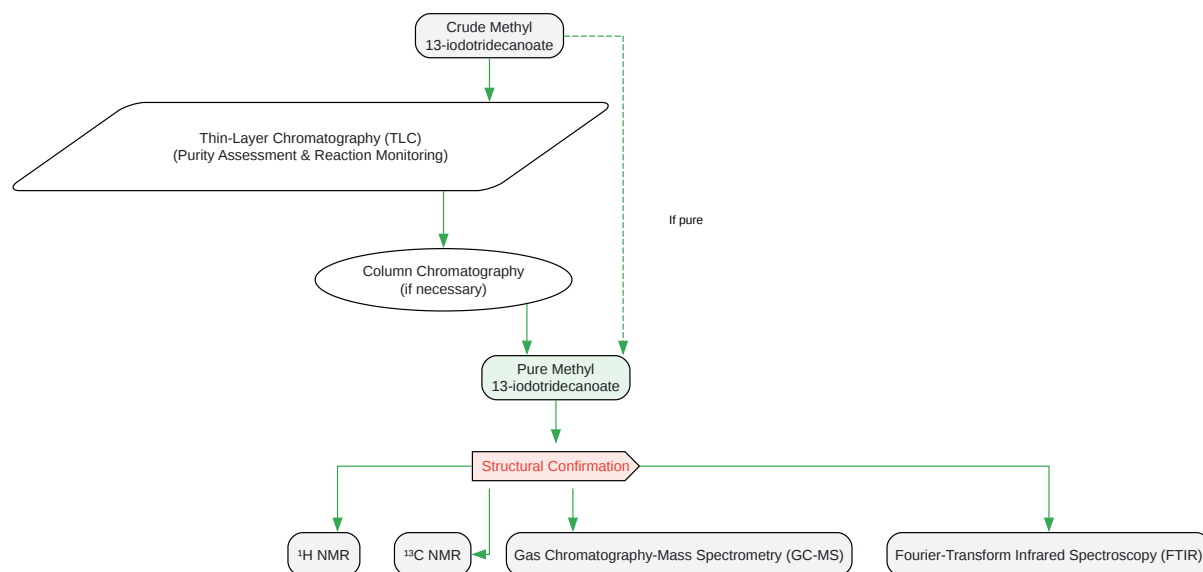 Crude Methyl
13-iodotridecanoate
Thin-Layer Chromatography (TLC)
(Purity Assessment & Reaction Monitoring)
If pure
Column Chromatography
(if necessary)
Pure Methyl
13-iodotridecanoate
Structural Confirmation
¹H NMR
¹³C NMR
Gas Chromatography-Mass Spectrometry (GC-MS)
Fourier-Transform Infrared Spectroscopy (FTIR)